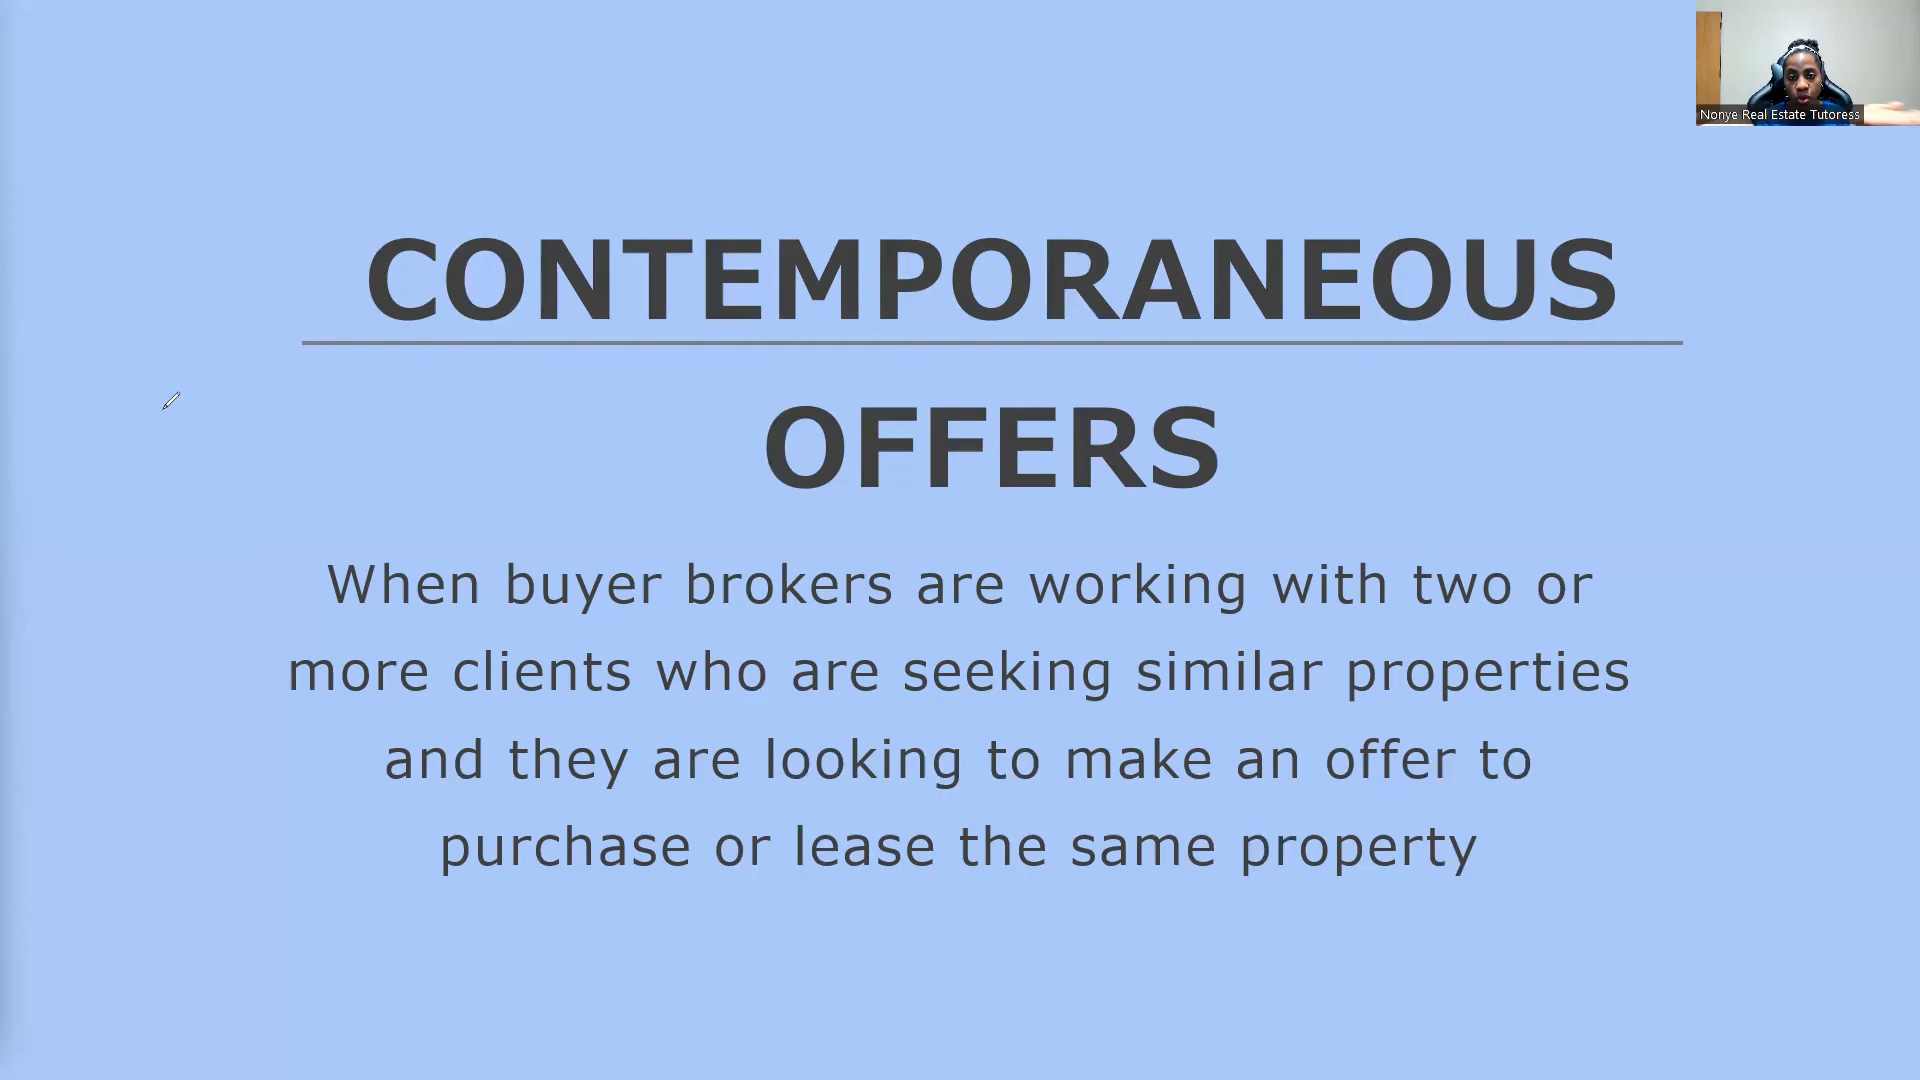 Nonye Real Estate Tutoress
CONTEMPORANEOUS
OFFERS
When buyer brokers are working with two or
more clients who are seeking similar properties
and they are looking to make an offer to
purchase or lease the same property